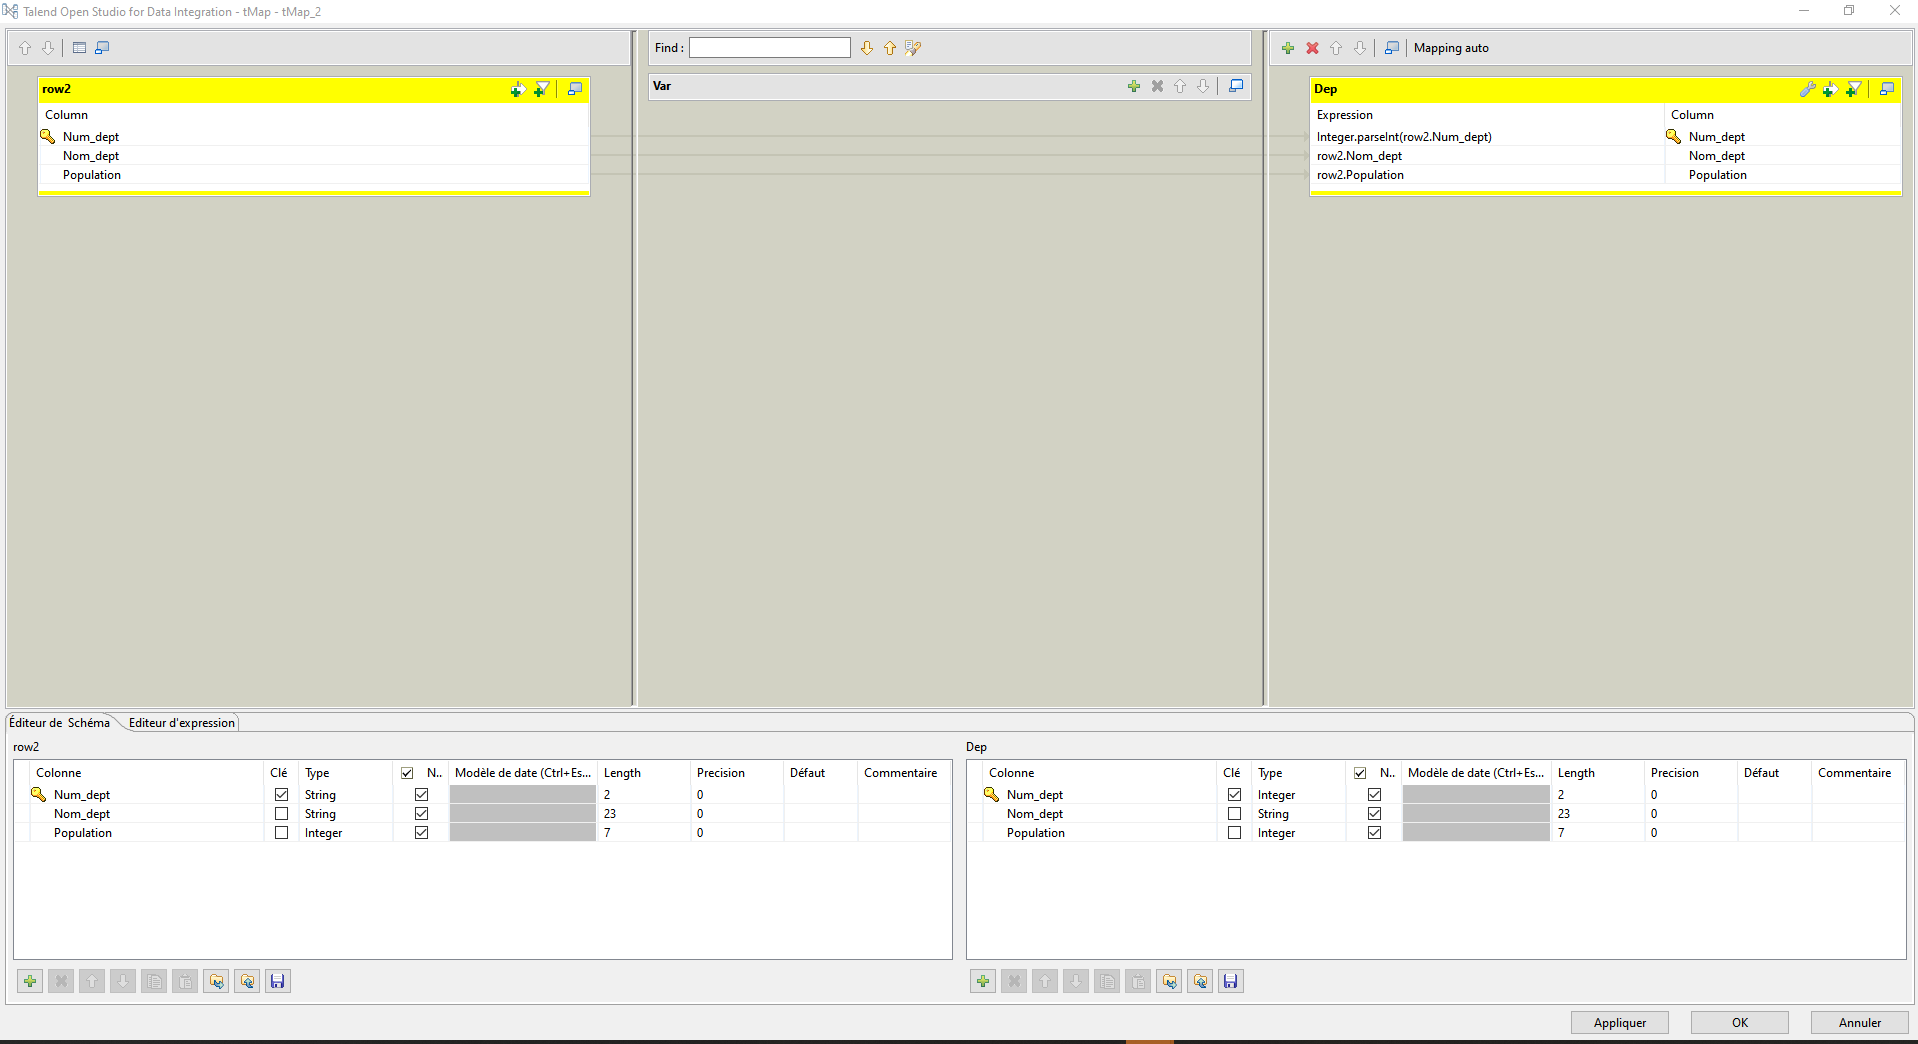 Talend Open Studio for Data Integration - tMap - tMap_2
Find :
Mapping auto
row2
Var
Dep
Column
Expression
Column
Num_dept
Integer.parseInt(row2.Num_dept)
Num_dept
Nom_dept
row2.Nom_dept
Nom_dept
Population
row2.Population
Population
Éditeur de Schéma
Editeur d'expression
row2
Dep
Colonne Clé Type N.. Modèle de date (Ctrl+Es... Length Precision Défaut Commentaire
Num_dept String 2 0
Nom_dept String 23 0
Population Integer 7 0
Colonne Clé Type N.. Modèle de date (Ctrl+Es... Length Precision Défaut Commentaire
Num_dept Integer 2 0
Nom_dept String 23 0
Population Integer 7 0
Appliquer
OK
Annuler